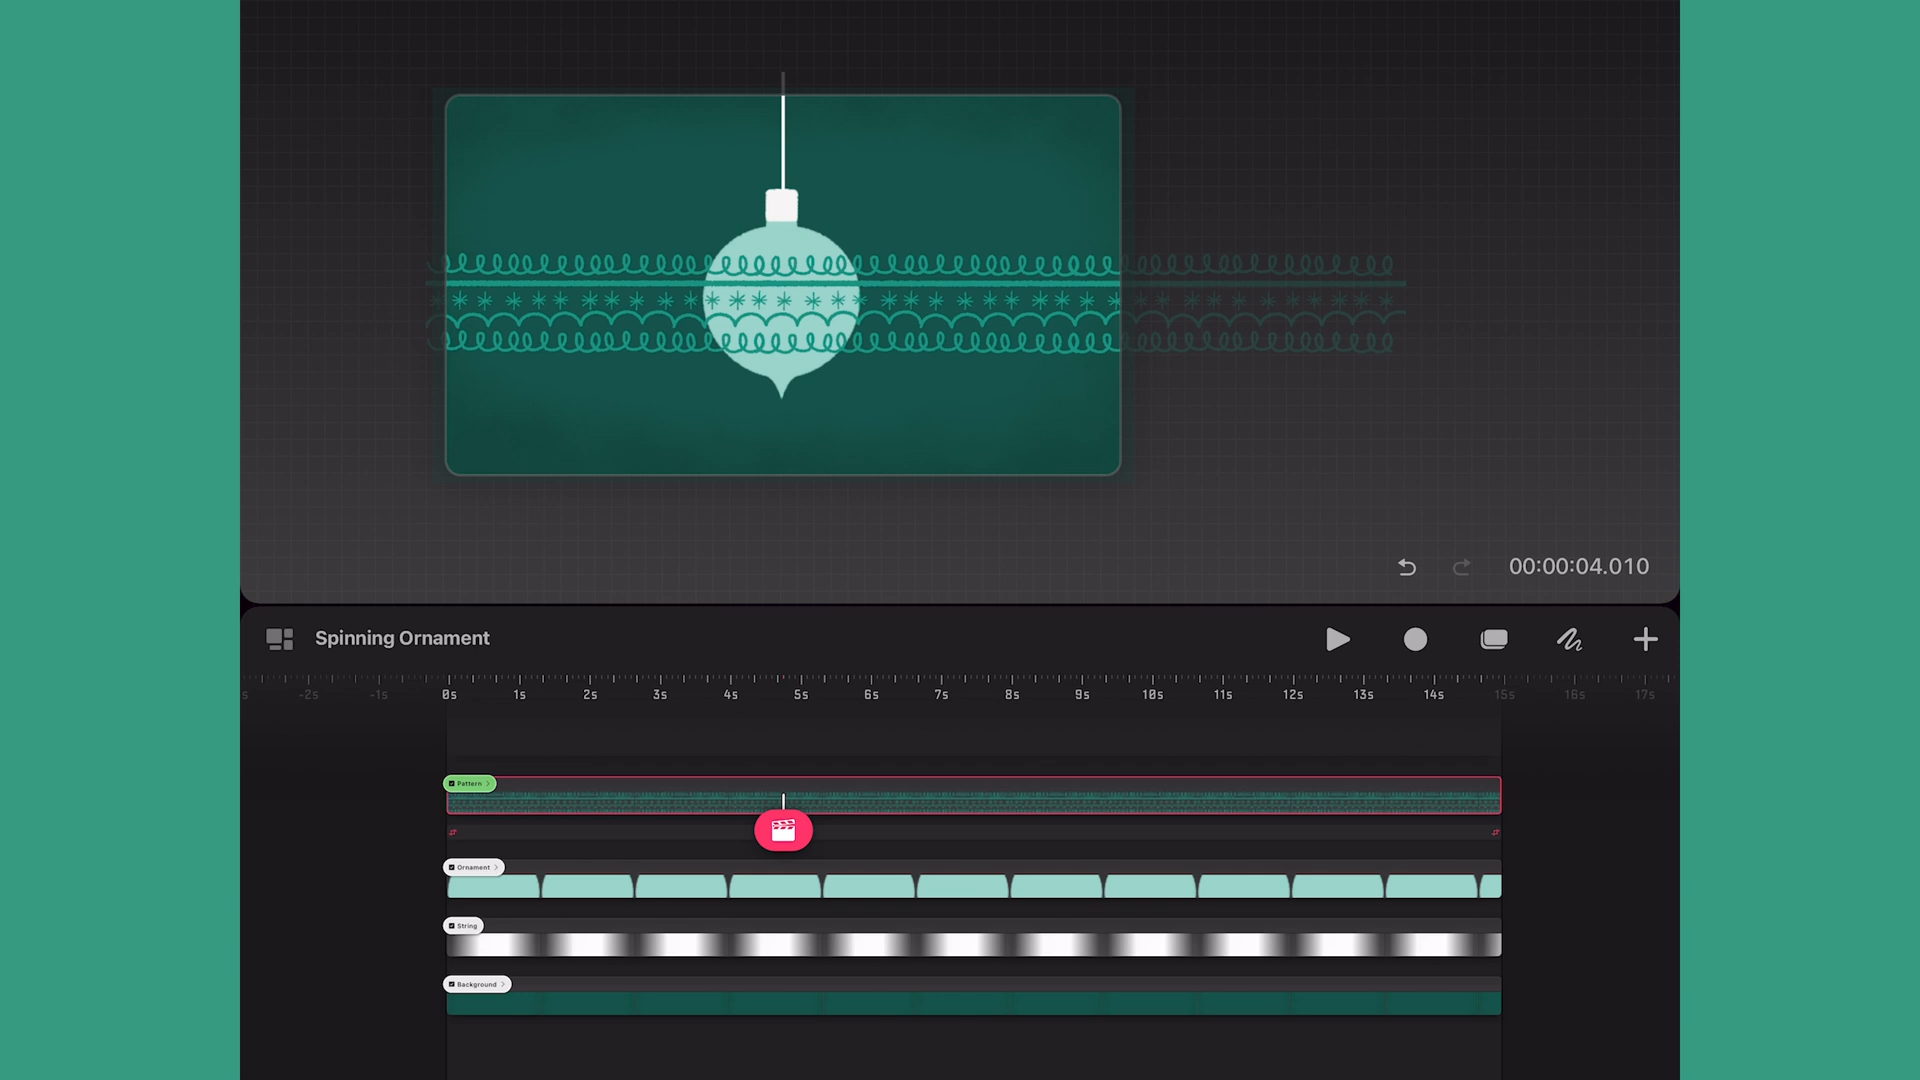 00:00:04.010
Spinning Ornament
s -2s -1s 0s 1s 2s 3s 4s 5s 6s 7s 8s 9s 10s 11s 12s 13s 14s 15s 16s 17s
Pattern
Ornament
String
Background